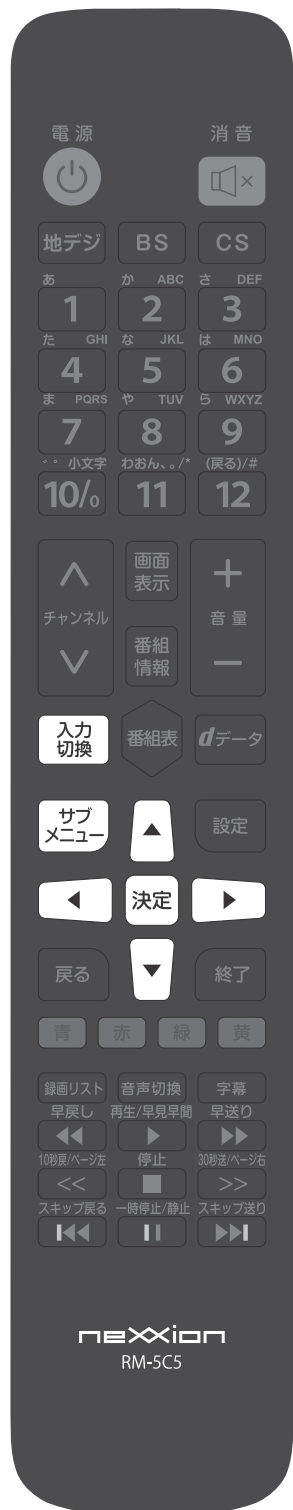 電源 消音
地デジ BS CS
あ か ABC さ DEF
1 2 3
た GHI な JKL は MNO
4 5 6
ま PQRS や TUV ら WXYZ
7 8 9
゛゜ 小文字 わおん、。/* (戻る)/#
10/0 11 12
画面
表示
チャンネル 音量
番組
情報
入力
切換
番組表 dデータ
サブ
メニュー
設定
決定
戻る 終了
青 赤 緑 黄
録画リスト 音声切換 字幕
早戻し 再生/早見早聞 早送り
10秒戻/ページ左 停止 30秒送/ページ右
<< >>
スキップ戻る 一時停止/静止 スキップ送り
nexxion
RM-5C5